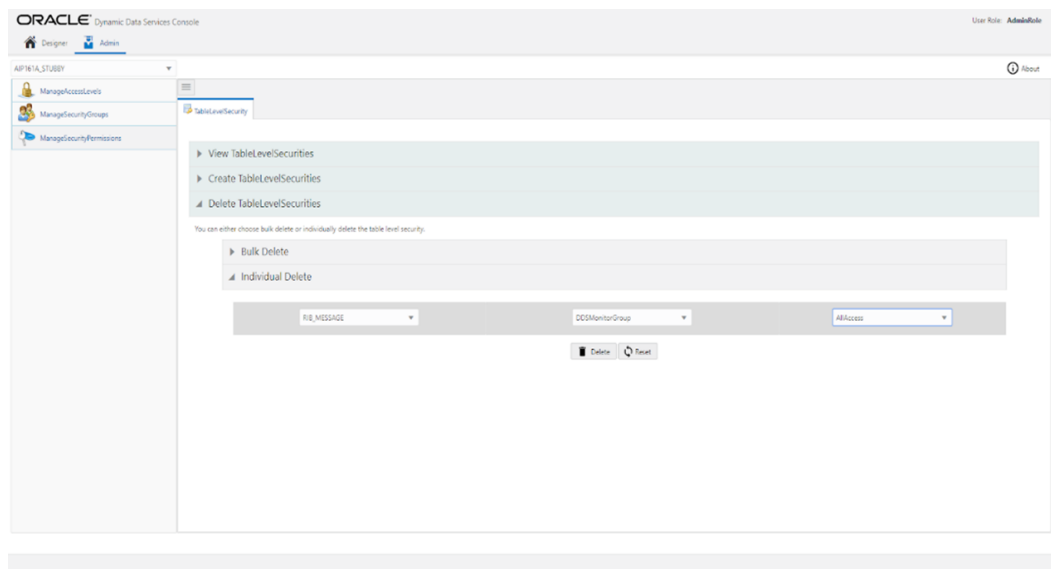 ORACLE Dynamic Data Services Console
User Role: AdminRole
Designer Admin
AIP161A_STUBBY
About
ManageAccessLevels
ManageSecurityGroups
TableLevelSecurity
ManageSecurityPermissions
View TableLevelSecurities
Create TableLevelSecurities
Delete TableLevelSecurities
You can either choose bulk delete or individually delete the table level security.
Bulk Delete
Individual Delete
RIB_MESSAGE DDSMonitorGroup AllAccess
Delete Reset